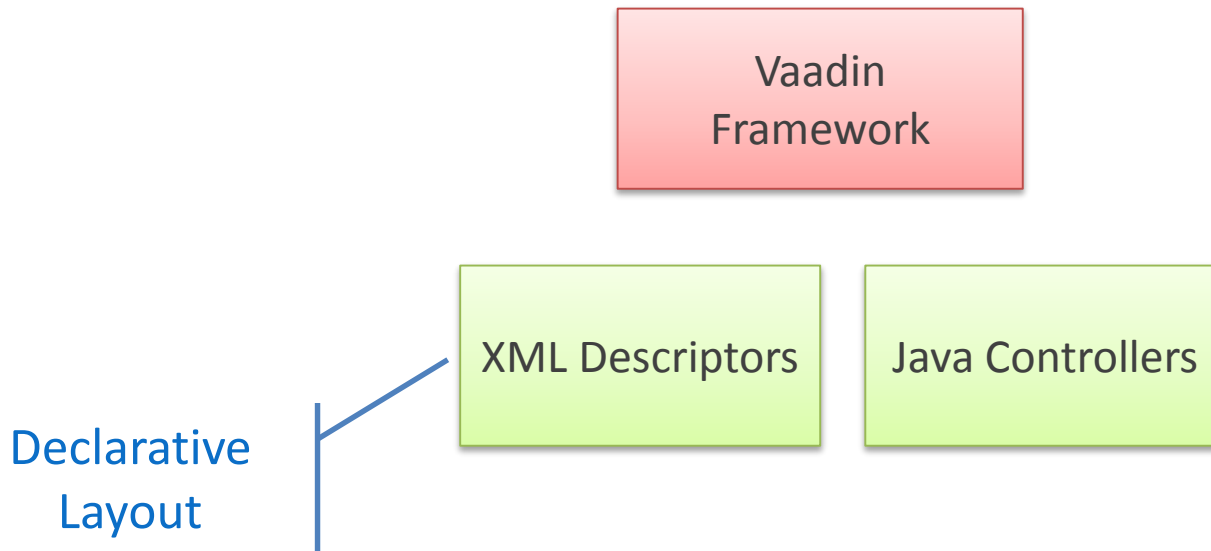 Vaadin
Framework
XML Descriptors
Java Controllers
Declarative
Layout